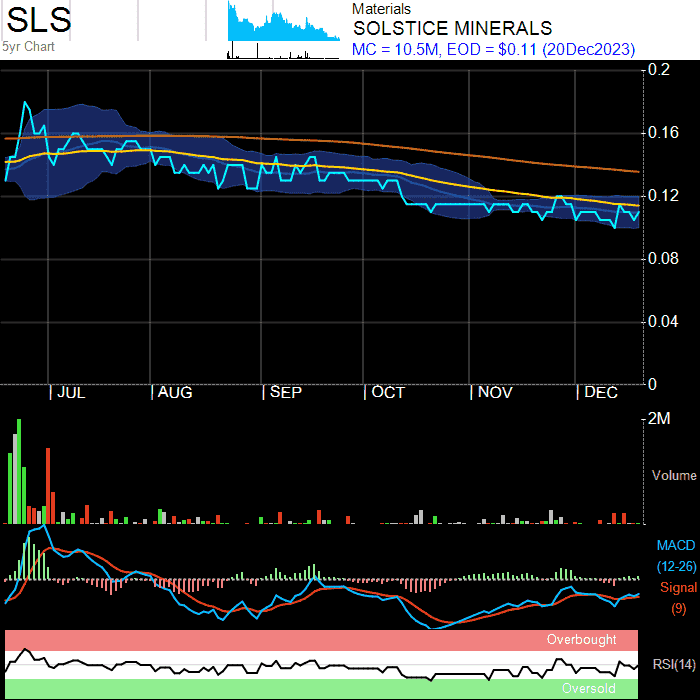 SLS
5yr Chart
Materials
SOLSTICE MINERALS
MC = 10.5M, EOD = $0.11 (20Dec2023)
0.2
0.16
0.12
0.08
0.04
0
JUL AUG SEP OCT NOV DEC
2M
Volume
MACD
(12-26)
Signal
(9)
Overbought
RSI(14)
Oversold